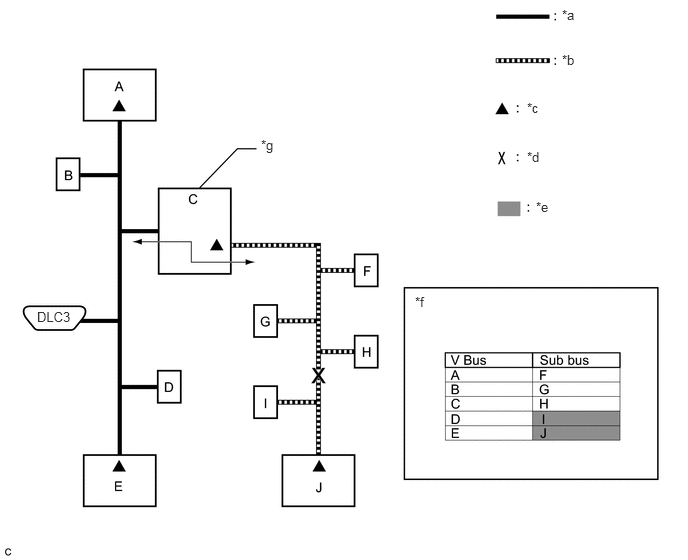 : *a
: *b
: *c
: *d
: *e
A
B
*g
C
DLC3
D
E
F
G
H
I
J
*f
V Bus Sub bus
A F
B G
C H
D I
E J
c